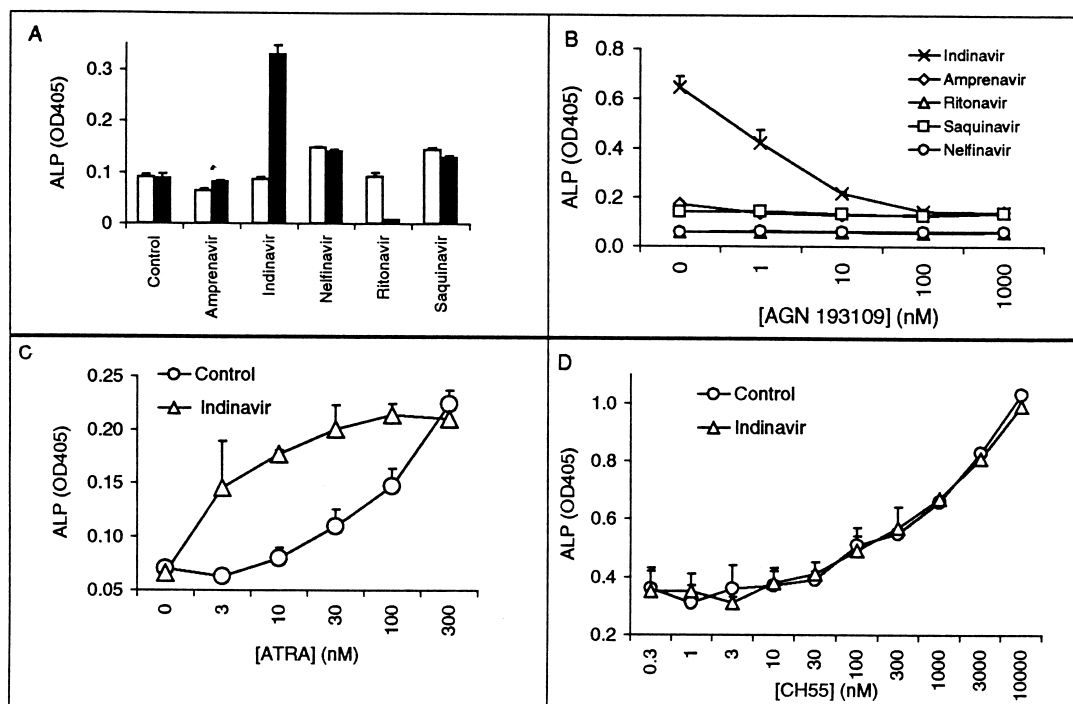 A
ALP (OD405)
0.3
0.2
0.1
0
Control
Amprenavir
Indinavir
Nelfinavir
Ritonavir
Saquinavir
B
ALP (OD405)
0.8
0.6
0.4
0.2
0.0
Indinavir
Amprenavir
Ritonavir
Saquinavir
Nelfinavir
0
1
10
100
1000
[AGN 193109] (nM)
C
ALP (OD405)
0.25
0.20
0.15
0.10
0.05
Control
Indinavir
0
3
10
30
100
300
[ATRA] (nM)
D
ALP (OD405)
1.0
0.8
0.6
0.4
0.2
Control
Indinavir
0.3
1
3
10
30
100
300
1000
3000
10000
[CH55] (nM)